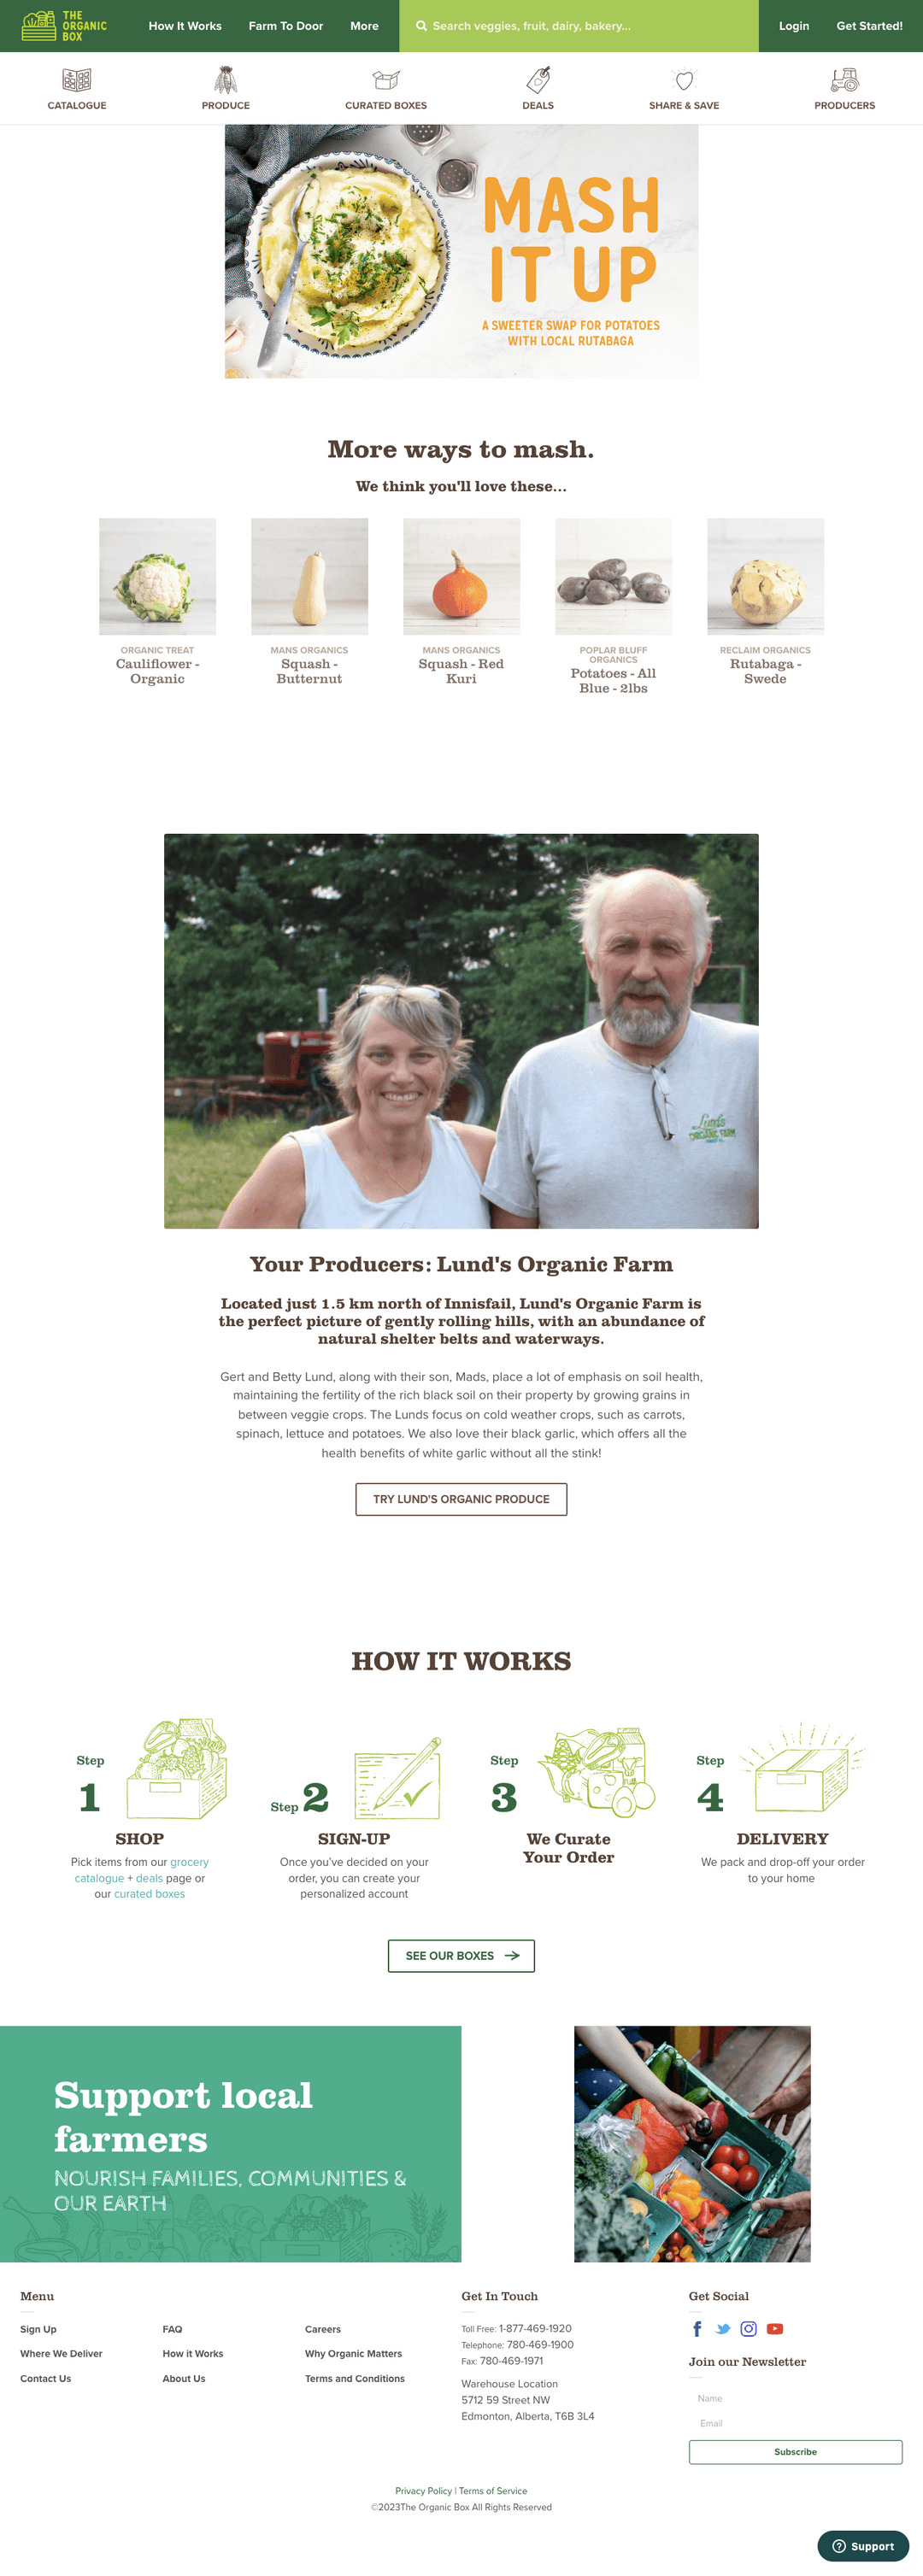 THE
ORGANIC
BOX
How It Works
Farm To Door
More
Search veggies, fruit, dairy, bakery...
Login
Get Started!
CATALOGUE
PRODUCE
CURATED BOXES
DEALS
SHARE & SAVE
PRODUCERS
MASH
IT UP
A SWEETER SWAP FOR POTATOES
WITH LOCAL RUTABAGA
More ways to mash.
We think you'll love these...
ORGANIC TREAT
Cauliflower -
Organic
MANS ORGANICS
Squash -
Butternut
MANS ORGANICS
Squash - Red
Kuri
POPLAR BLUFF
ORGANICS
Potatoes - All
Blue - 2lbs
RECLAIM ORGANICS
Rutabaga -
Swede
Lund's
ORGANIC FARM
Your Producers: Lund's Organic Farm
Located just 1.5 km north of Innisfail, Lund's Organic Farm is
the perfect picture of gently rolling hills, with an abundance of
natural shelter belts and waterways.
Gert and Betty Lund, along with their son, Mads, place a lot of emphasis on soil health,
maintaining the fertility of the rich black soil on their property by growing grains in
between veggie crops. The Lunds focus on cold weather crops, such as carrots,
spinach, lettuce and potatoes. We also love their black garlic, which offers all the
health benefits of white garlic without all the stink!
TRY LUND'S ORGANIC PRODUCE
HOW IT WORKS
Step
1
SHOP
Pick items from our grocery
catalogue + deals page or
our curated boxes
Step 2
SIGN-UP
Once you've decided on your
order, you can create your
personalized account
Step
3
We Curate
Your Order
Step
4
DELIVERY
We pack and drop-off your order
to your home
SEE OUR BOXES
Support local
farmers
NOURISH FAMILIES, COMMUNITIES &
OUR EARTH
Menu
Sign Up
FAQ
Careers
Where We Deliver
How it Works
Why Organic Matters
Contact Us
About Us
Terms and Conditions
Get In Touch
Toll Free: 1-877-469-1920
Telephone: 780-469-1900
Fax: 780-469-1971
Warehouse Location
5712 59 Street NW
Edmonton, Alberta, T6B 3L4
Get Social
Join our Newsletter
Name
Email
Subscribe
Privacy Policy | Terms of Service
©2023The Organic Box All Rights Reserved
Support